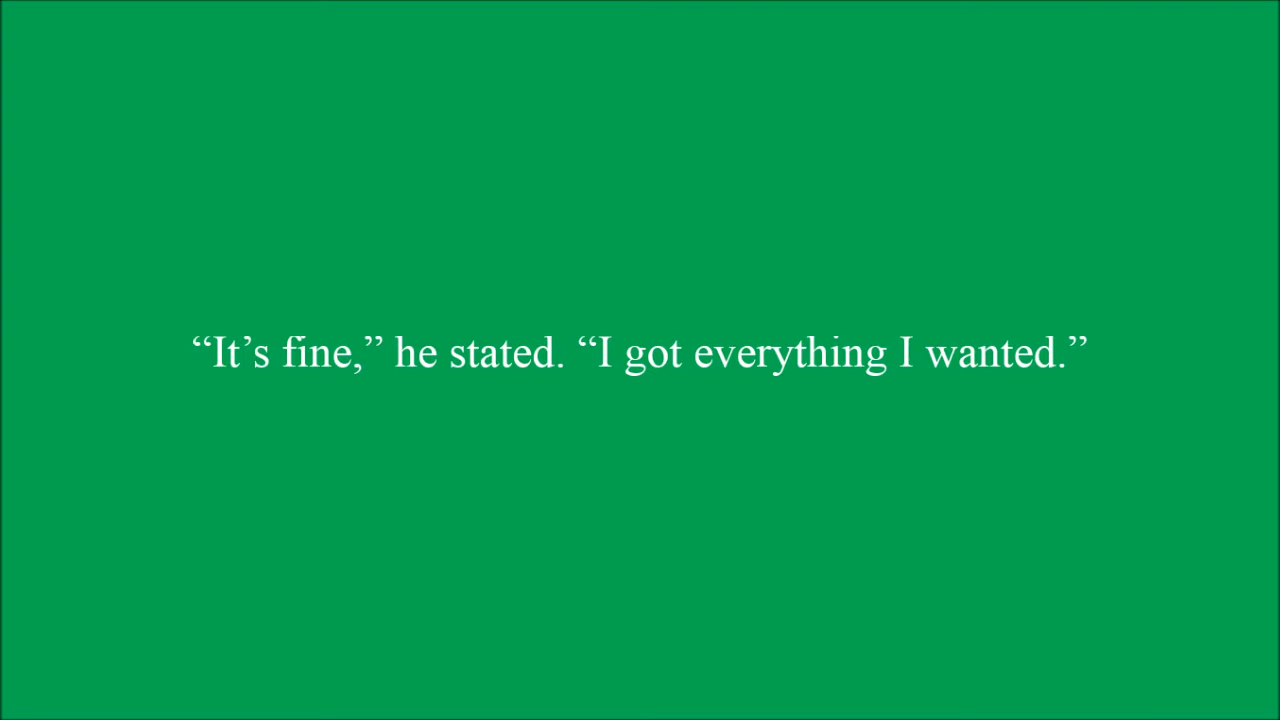 “It’s fine,” he stated. “I got everything I wanted.”